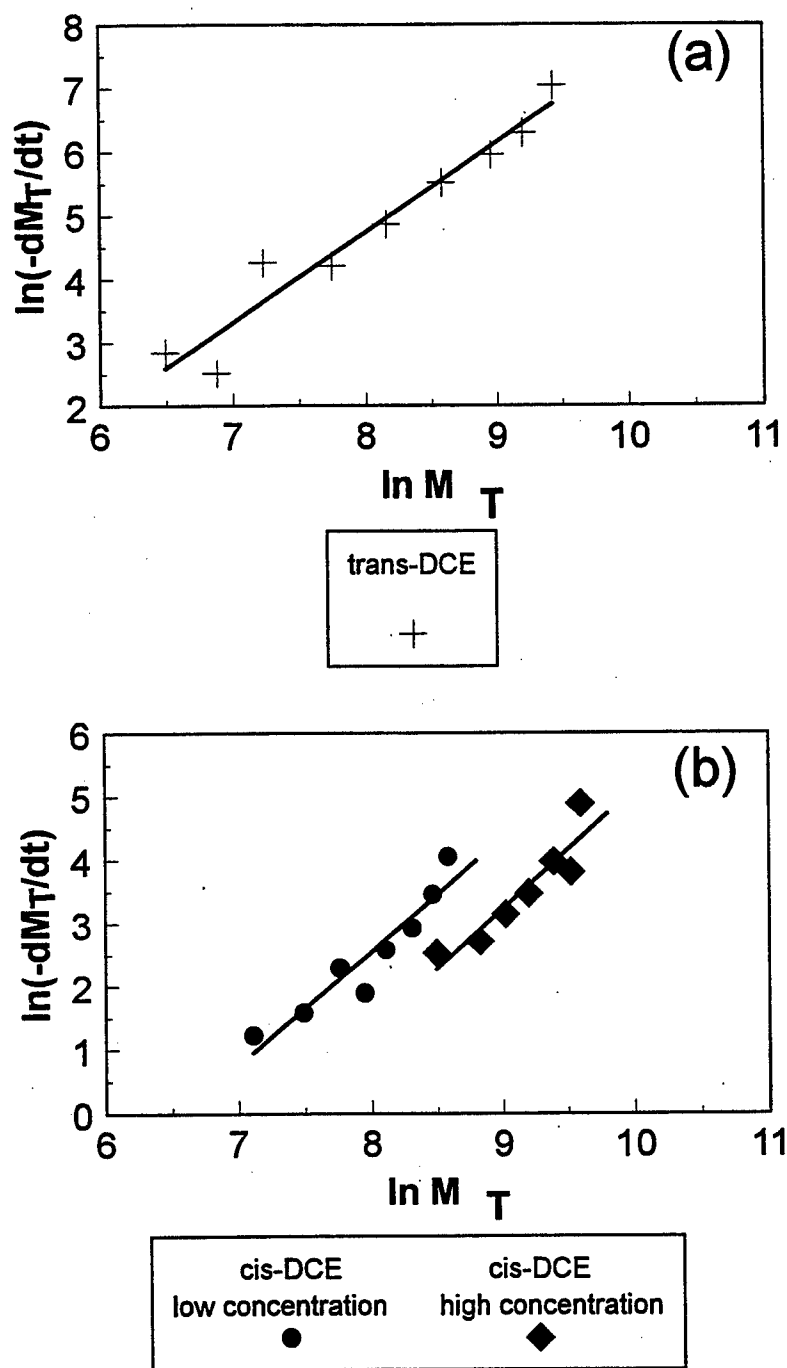 (a)
8
7
6
5
4
3
2
ln(-dM_T/dt)
6 7 8 9 10 11
ln M T
trans-DCE
(b)
6
5
4
3
2
1
0
ln(-dM_T/dt)
6 7 8 9 10 11
ln M T
cis-DCE cis-DCE
low concentration high concentration